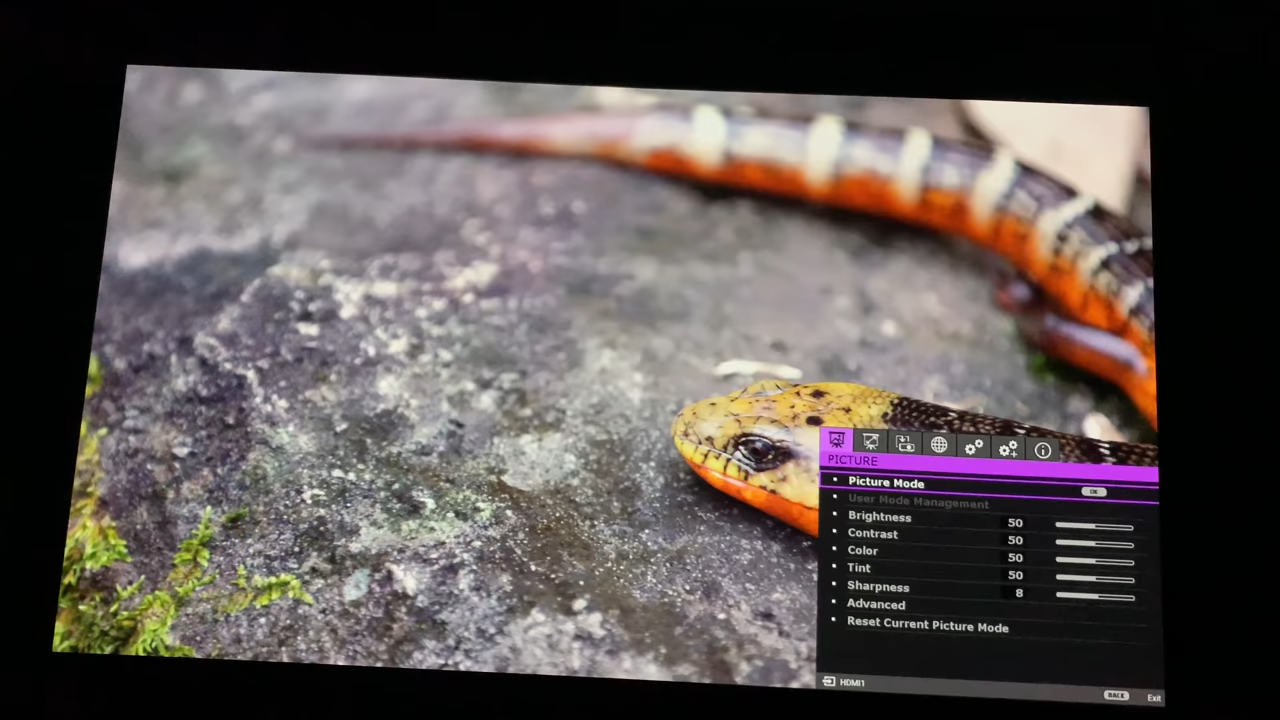 PICTURE
Picture Mode OK
User Mode Management
Brightness 50
Contrast 50
Color 50
Tint 50
Sharpness 8
Advanced
Reset Current Picture Mode
HDMI1
BACK Exit